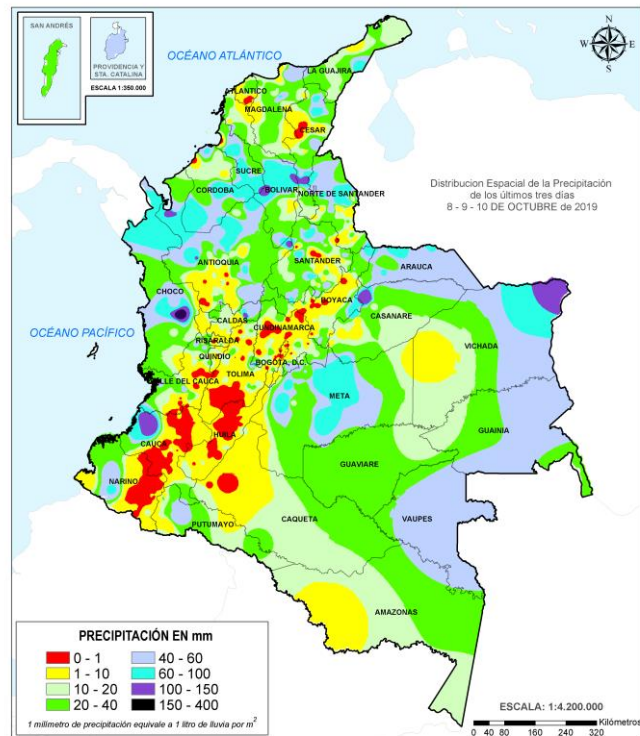 SAN ANDRÉS
PROVIDENCIA Y
STA. CATALINA
ESCALA 1:350.000
OCÉANO ATLÁNTICO
N
W
E
S
LA GUAJIRA
ATLANTICO
MAGDALENA
CESAR
SUCRE
CORDOBA
BOLIVAR
NORTE DE SANTANDER
Distribucion Espacial de la Precipitación
de los últimos tres días
8 - 9 - 10 DE OCTUBRE de 2019
ANTIOQUIA
SANTANDER
ARAUCA
CHOCO
BOYACA
CASANARE
OCÉANO PACÍFICO
CALDAS
CUNDINAMARCA
VICHADA
RISARALDA
QUINDIO
BOGOTA, D.C.
TOLIMA
VALLE DEL CAUCA
META
GUAINIA
CAUCA
HUILA
GUAVIARE
NARIÑO
CAQUETA
VAUPES
PUTUMAYO
AMAZONAS
PRECIPITACIÓN EN mm
0 - 1
40 - 60
1 - 10
60 - 100
10 - 20
100 - 150
20 - 40
150 - 400
1 milímetro de precipitación equivale a 1 litro de lluvia por m²
ESCALA: 1:4.200.000
Kilómetros
0 40 80 160 240 320